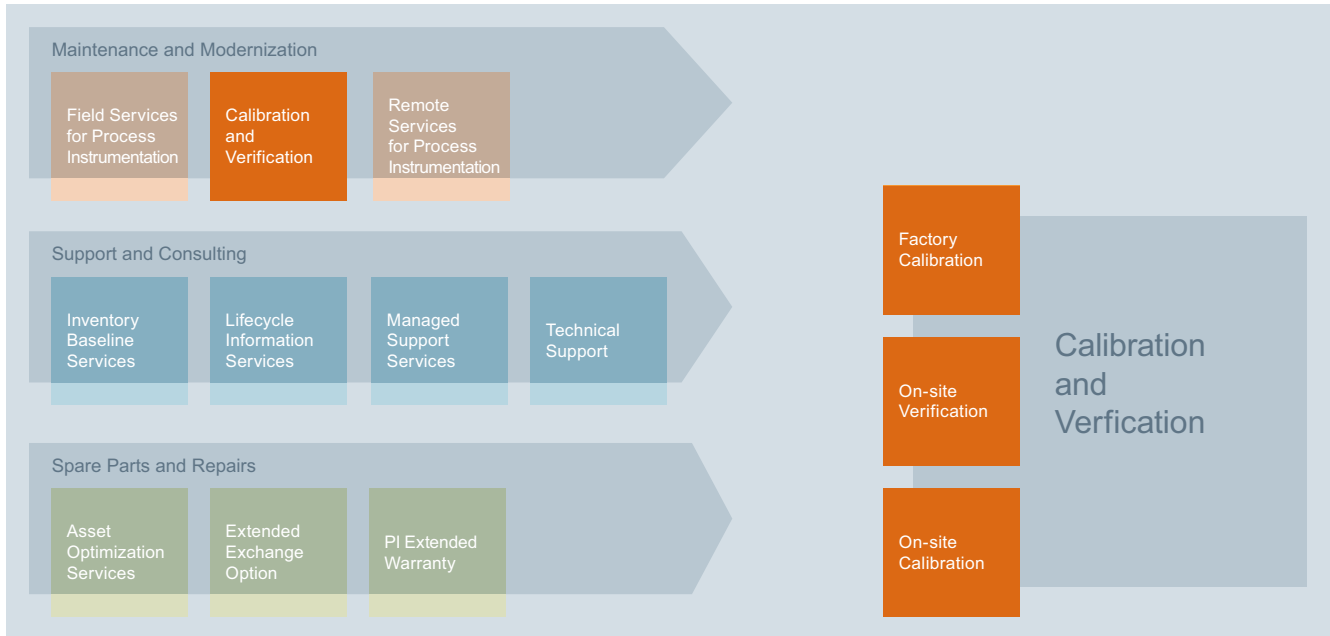 Maintenance and Modernization
Field Services
for Process
Instrumentation
Calibration
and
Verification
Remote
Services
for Process
Instrumentation
Support and Consulting
Inventory
Baseline
Services
Lifecycle
Information
Services
Managed
Support
Services
Technical
Support
Spare Parts and Repairs
Asset
Optimization
Services
Extended
Exchange
Option
PI Extended
Warranty
Factory
Calibration
On-site
Verification
On-site
Calibration
Calibration
and
Verfication